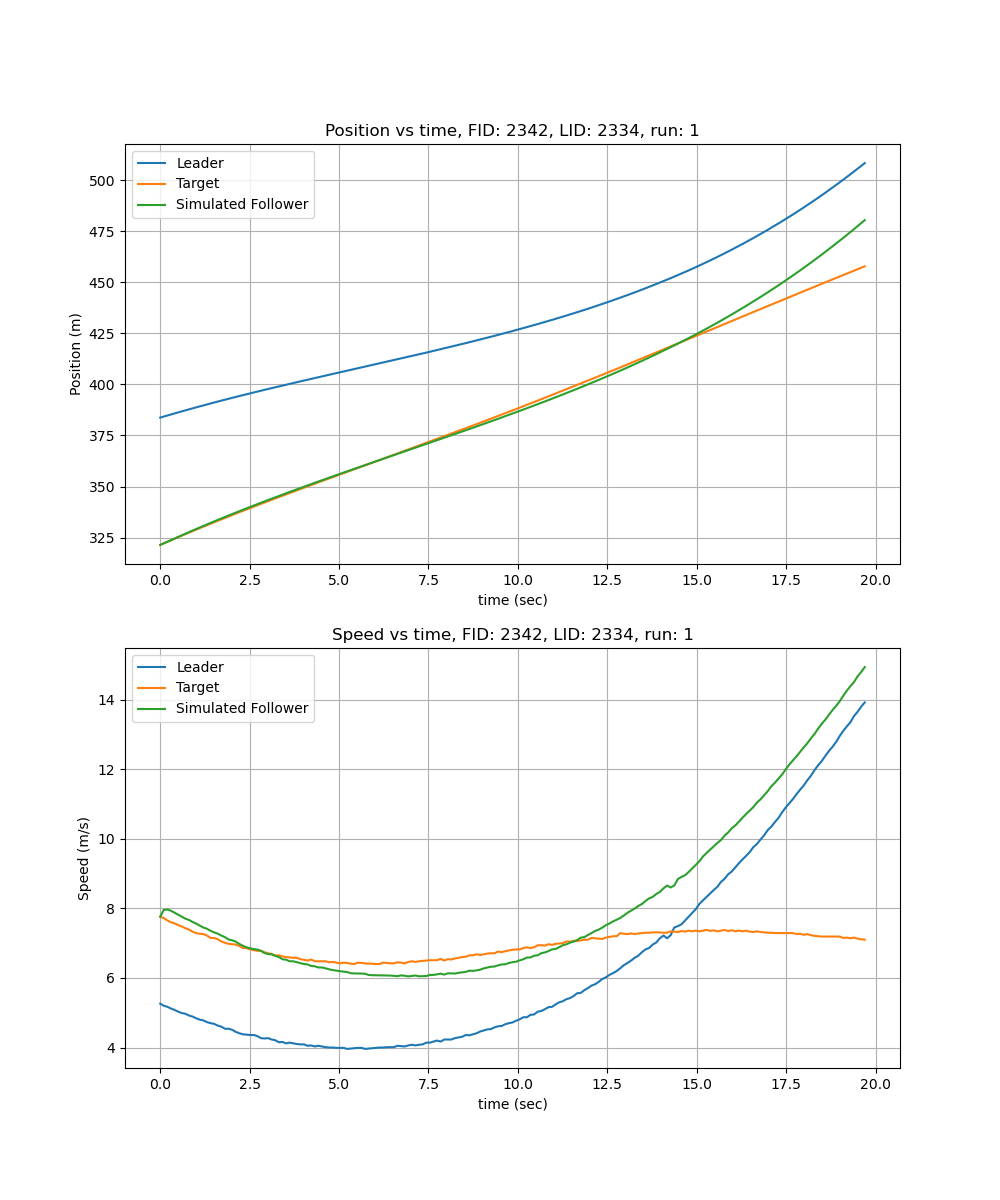 Position vs time, FID: 2342, LID: 2334, run: 1
Leader
Target
Simulated Follower
500
475
450
425
400
375
350
325
Position (m)
0.0 2.5 5.0 7.5 10.0 12.5 15.0 17.5 20.0
time (sec)
Speed vs time, FID: 2342, LID: 2334, run: 1
Leader
Target
Simulated Follower
14
12
10
8
6
4
Speed (m/s)
0.0 2.5 5.0 7.5 10.0 12.5 15.0 17.5 20.0
time (sec)